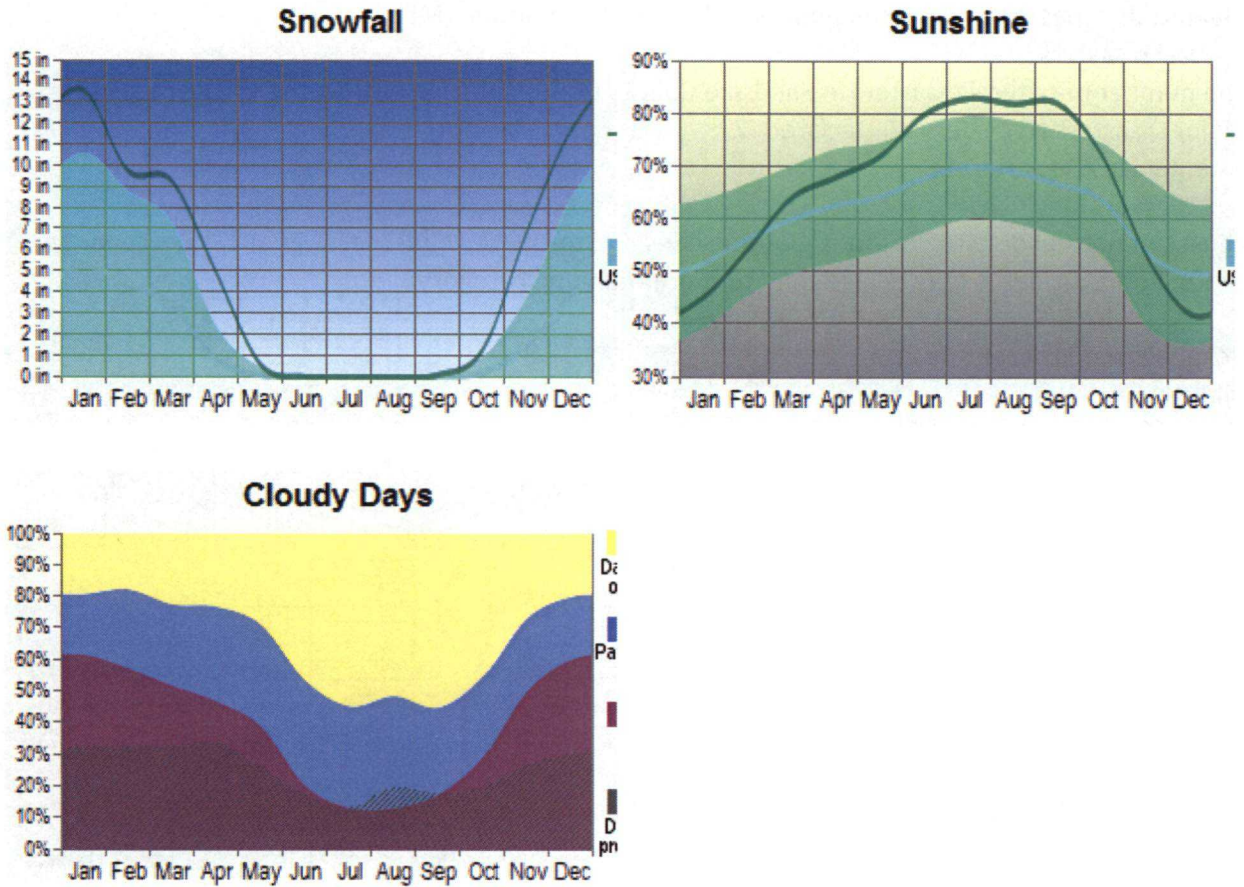 Snowfall
15 in
14 in
13 in
12 in
11 in
10 in
9 in
8 in
7 in
6 in
5 in
4 in
3 in
2 in
1 in
0 in
Jan Feb Mar Apr May Jun Jul Aug Sep Oct Nov Dec
US
Sunshine
90%
80%
70%
60%
50%
40%
30%
Jan Feb Mar Apr May Jun Jul Aug Sep Oct Nov Dec
Cloudy Days
100%
90%
80%
70%
60%
50%
40%
30%
20%
10%
0%
Jan Feb Mar Apr May Jun Jul Aug Sep Oct Nov Dec
Da
o
Pa
D
pr